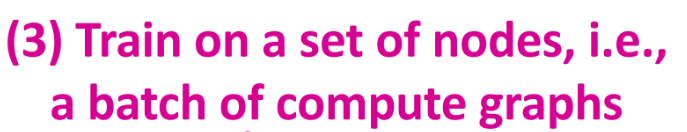 (3) Train on a set of nodes, i.e.,
a batch of compute graphs